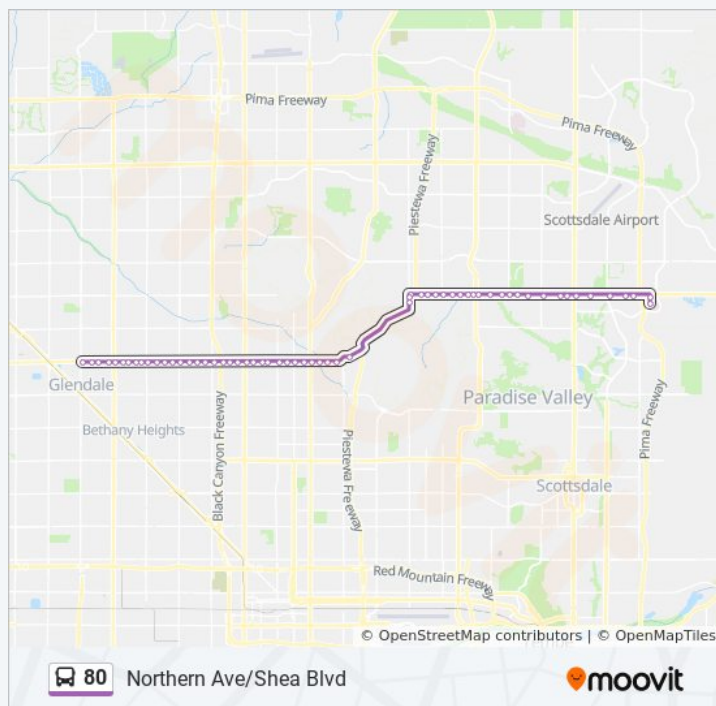 Pima Freeway
Pima Freeway
Piestewa Freeway
Scottsdale Airport
Glendale
Paradise Valley
Bethany Heights
Black Canyon Freeway
Piestewa Freeway
Pima Freeway
Scottsdale
Red Mountain Freeway
© OpenStreetMap contributors | © OpenMapTiles
80 Northern Ave/Shea Blvd
moovit